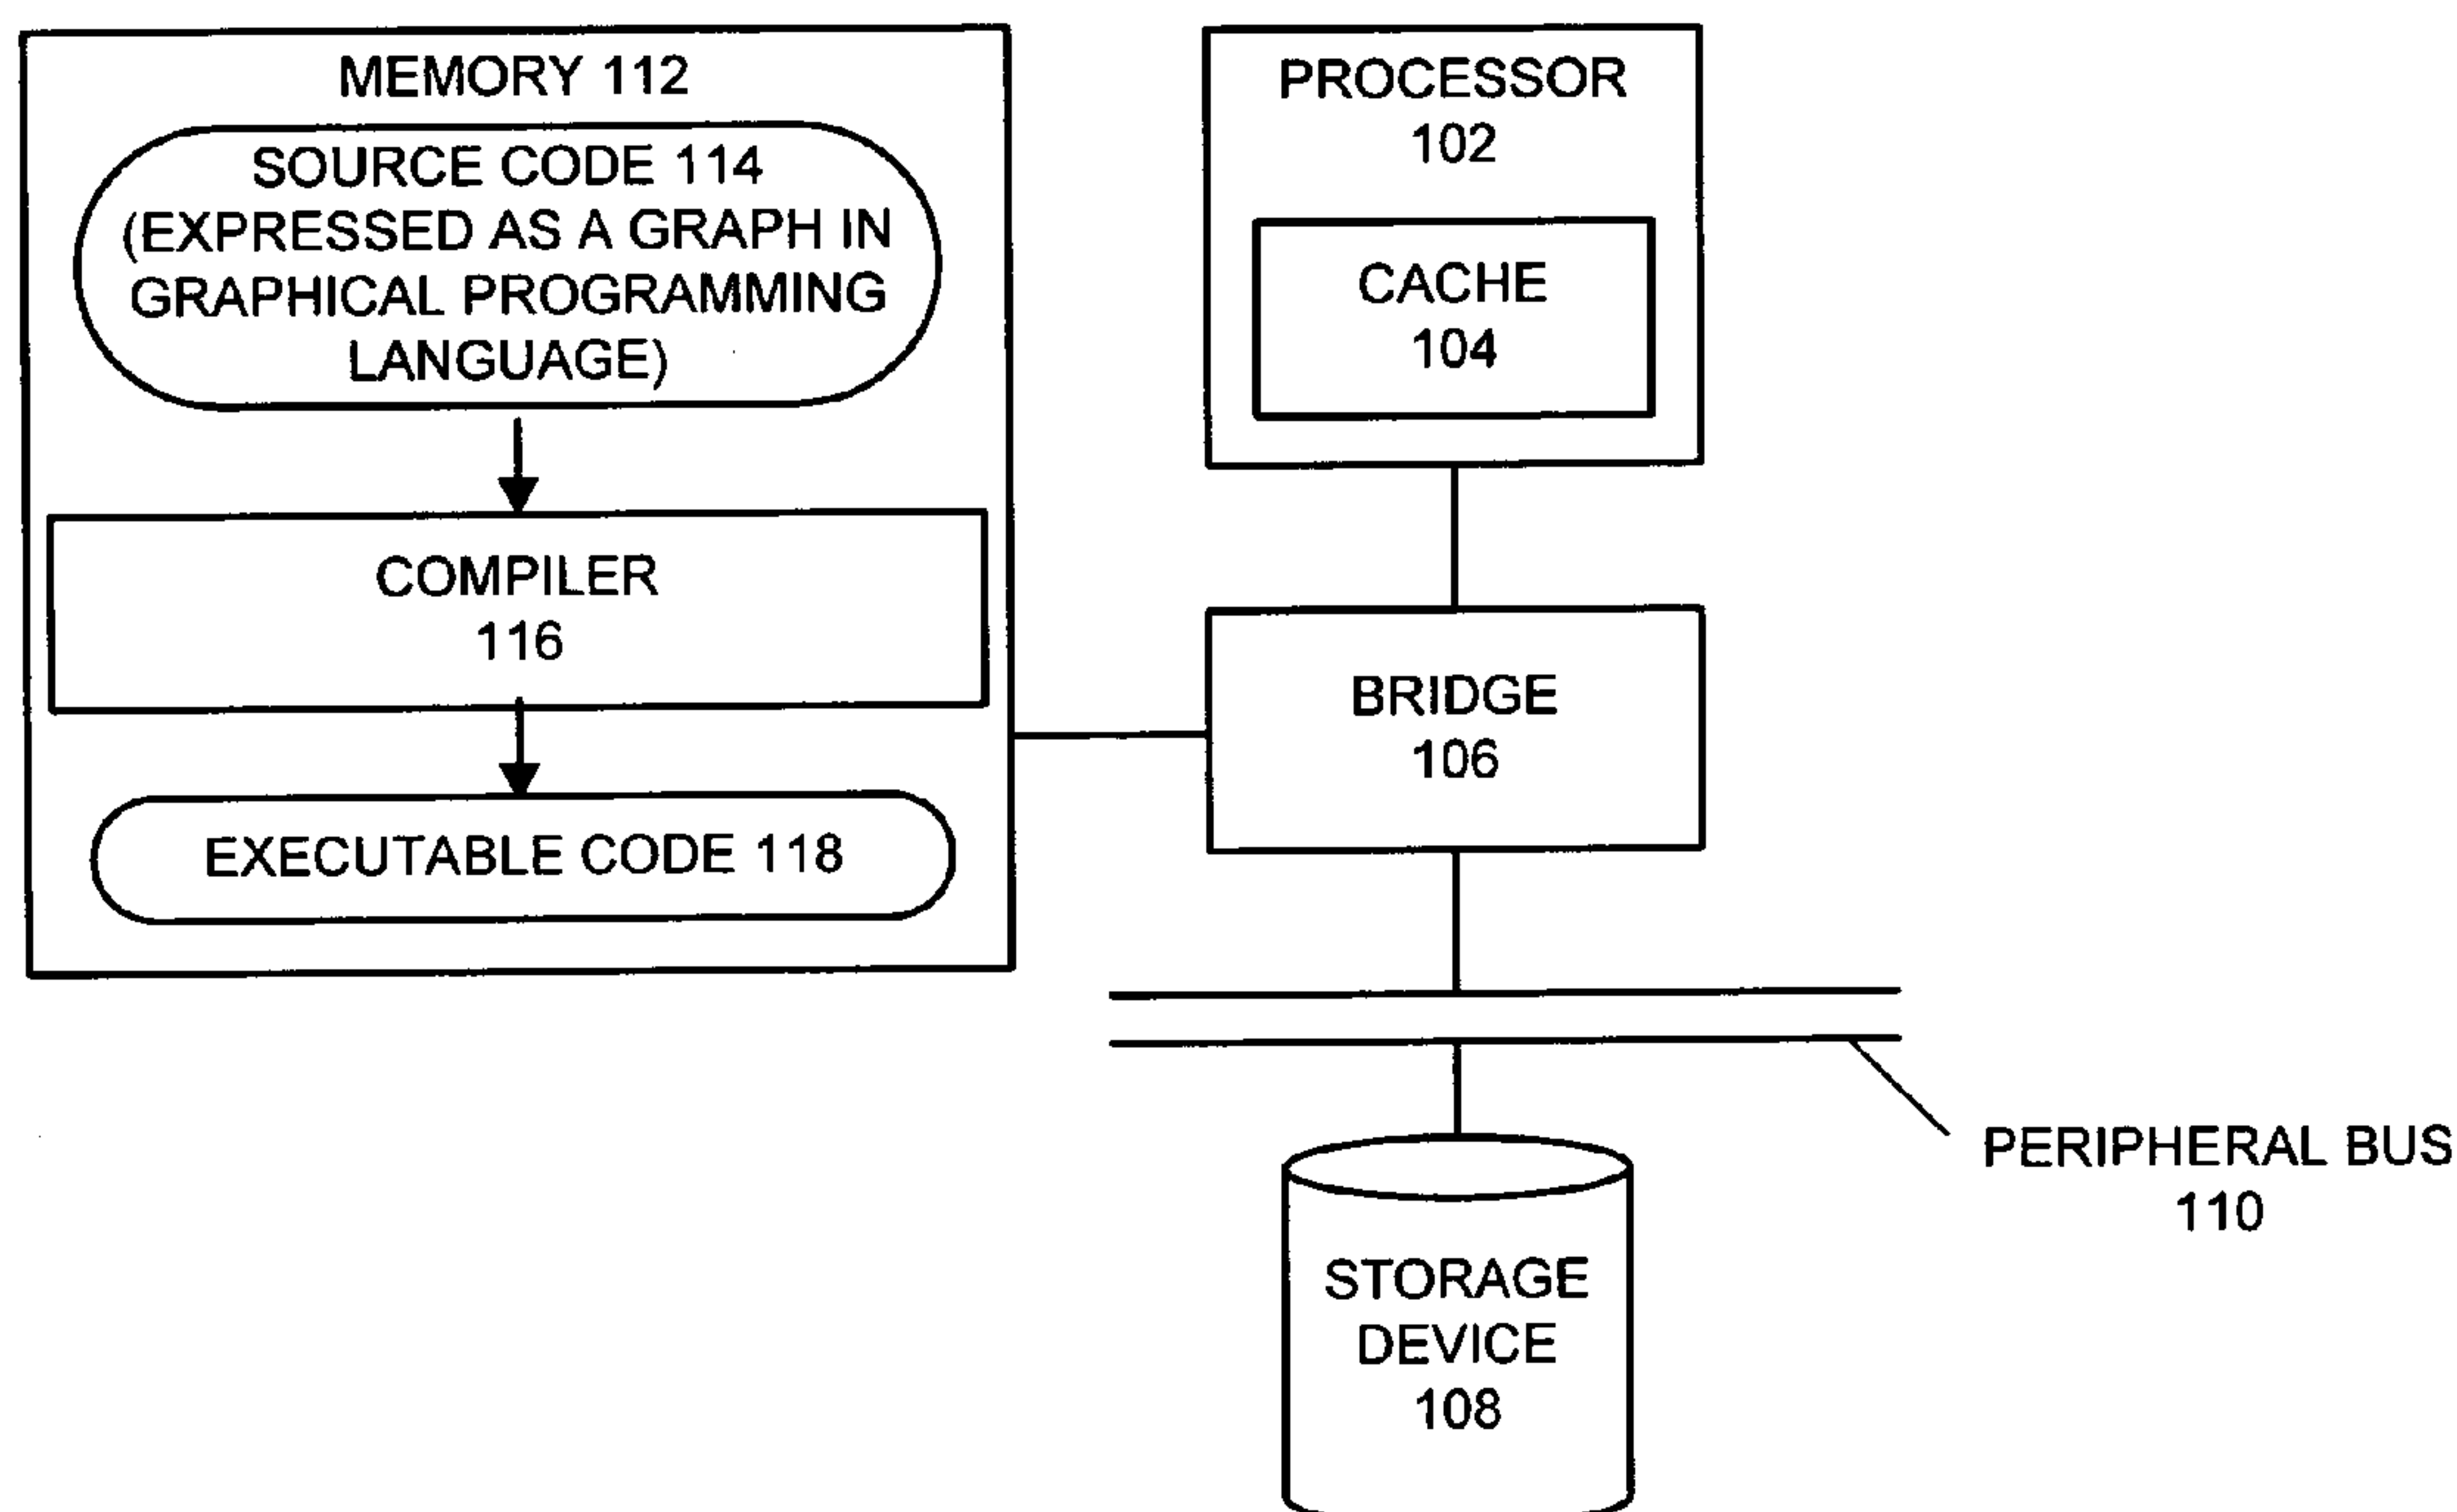 MEMORY 112
SOURCE CODE 114
(EXPRESSED AS A GRAPH IN
GRAPHICAL PROGRAMMING
LANGUAGE)
COMPILER
116
EXECUTABLE CODE 118
PROCESSOR
102
CACHE
104
BRIDGE
106
PERIPHERAL BUS
110
STORAGE
DEVICE
108